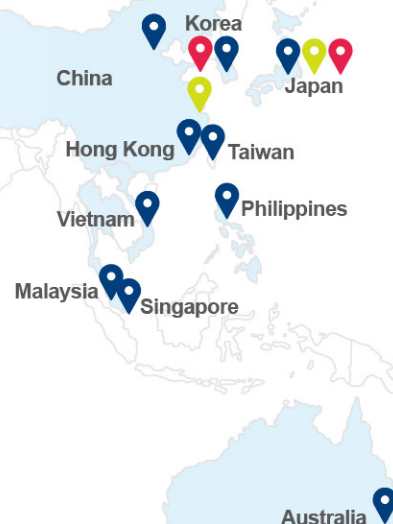 Korea
China
Japan
Hong Kong
Taiwan
Vietnam
Philippines
Malaysia
Singapore
Australia